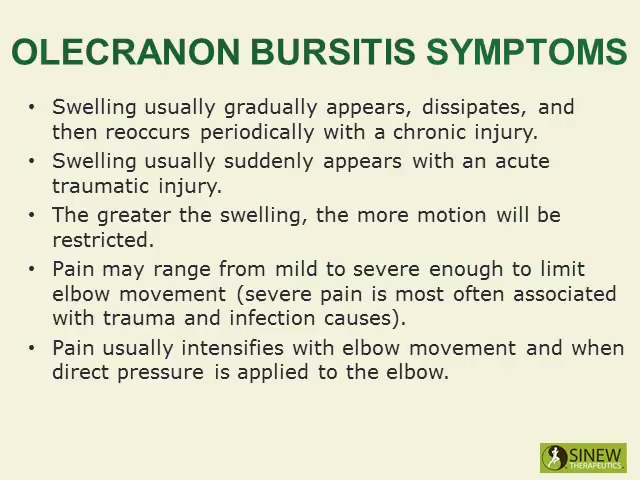 OLECRANON BURSITIS SYMPTOMS
• Swelling usually gradually appears, dissipates, and
then reoccurs periodically with a chronic injury.
• Swelling usually suddenly appears with an acute
traumatic injury.
• The greater the swelling, the more motion will be
restricted.
• Pain may range from mild to severe enough to limit
elbow movement (severe pain is most often associated
with trauma and infection causes).
• Pain usually intensifies with elbow movement and when
direct pressure is applied to the elbow.
SINEW
THERAPEUTICS